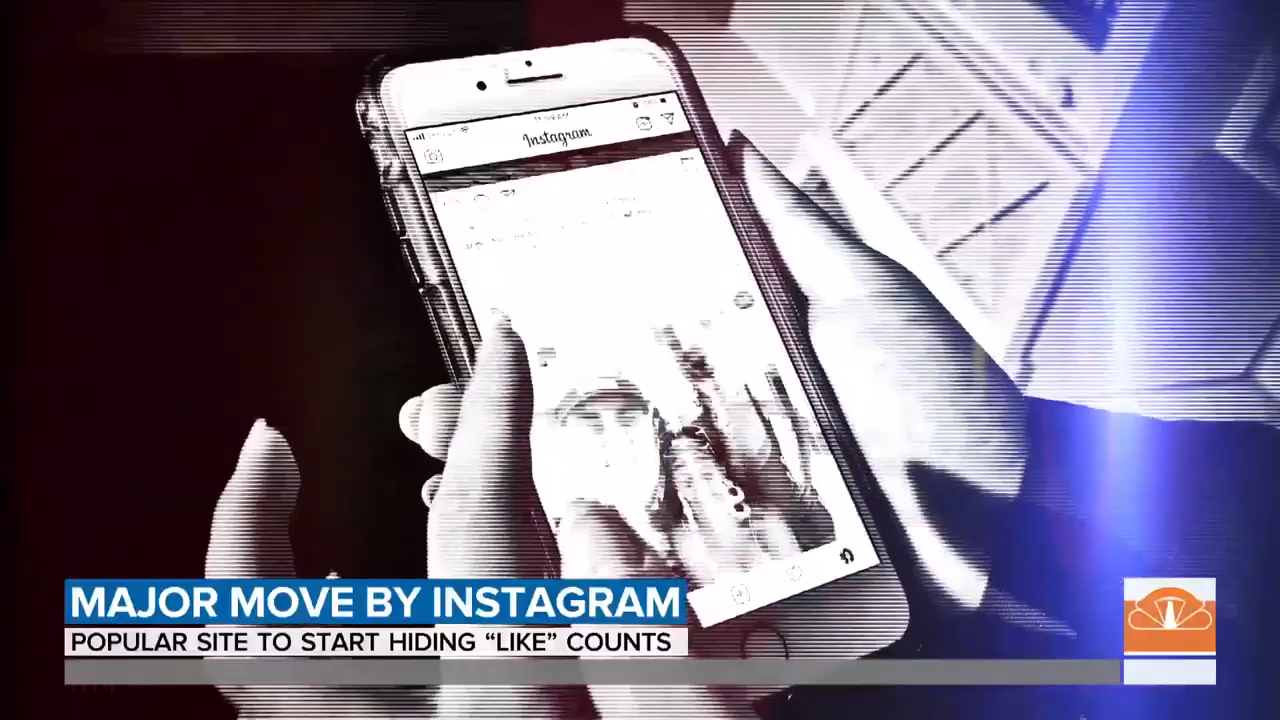 Instagram
MAJOR MOVE BY INSTAGRAM
POPULAR SITE TO START HIDING “LIKE” COUNTS